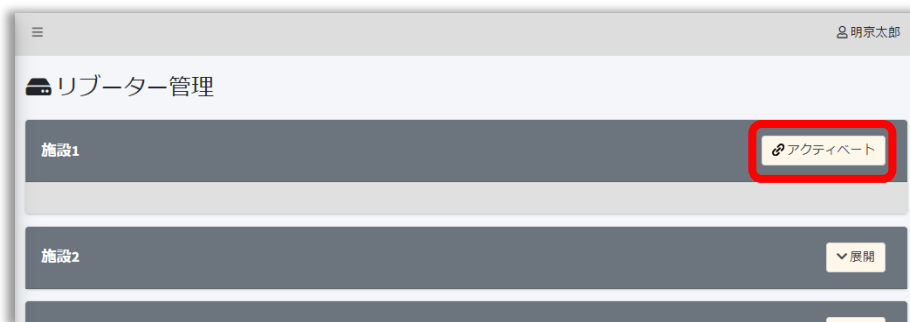 明京太郎
リブーター管理
施設1
アクティベート
施設2
展開